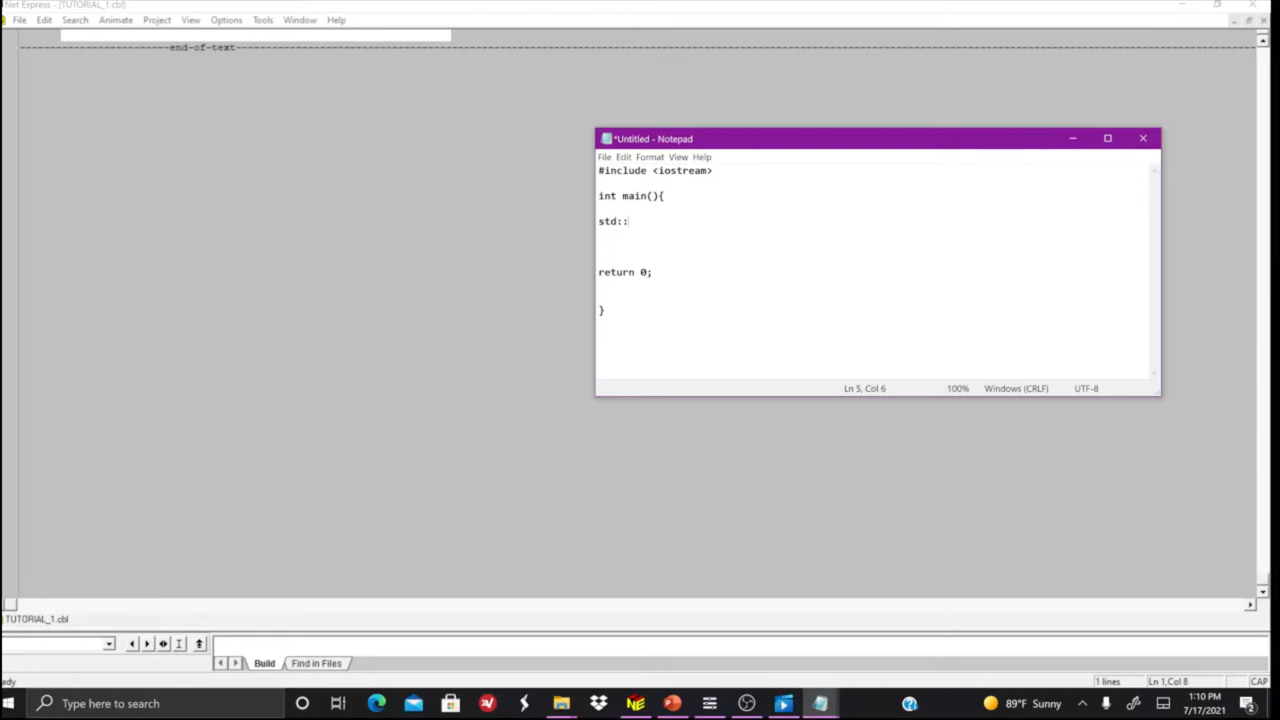 Net Express - [TUTORIAL_1.cbl]
File Edit Search Animate Project View Options Tools Window Help
end-of-text
*Untitled - Notepad
File Edit Format View Help
#include <iostream>
int main(){
std::
return 0;
}
Ln 5, Col 6 100% Windows (CRLF) UTF-8
TUTORIAL_1.cbl
Build Find in Files
ady 1 lines Ln 1,Col 8 CAP
Type here to search NE 89°F Sunny 1:10 PM
7/17/2021 2